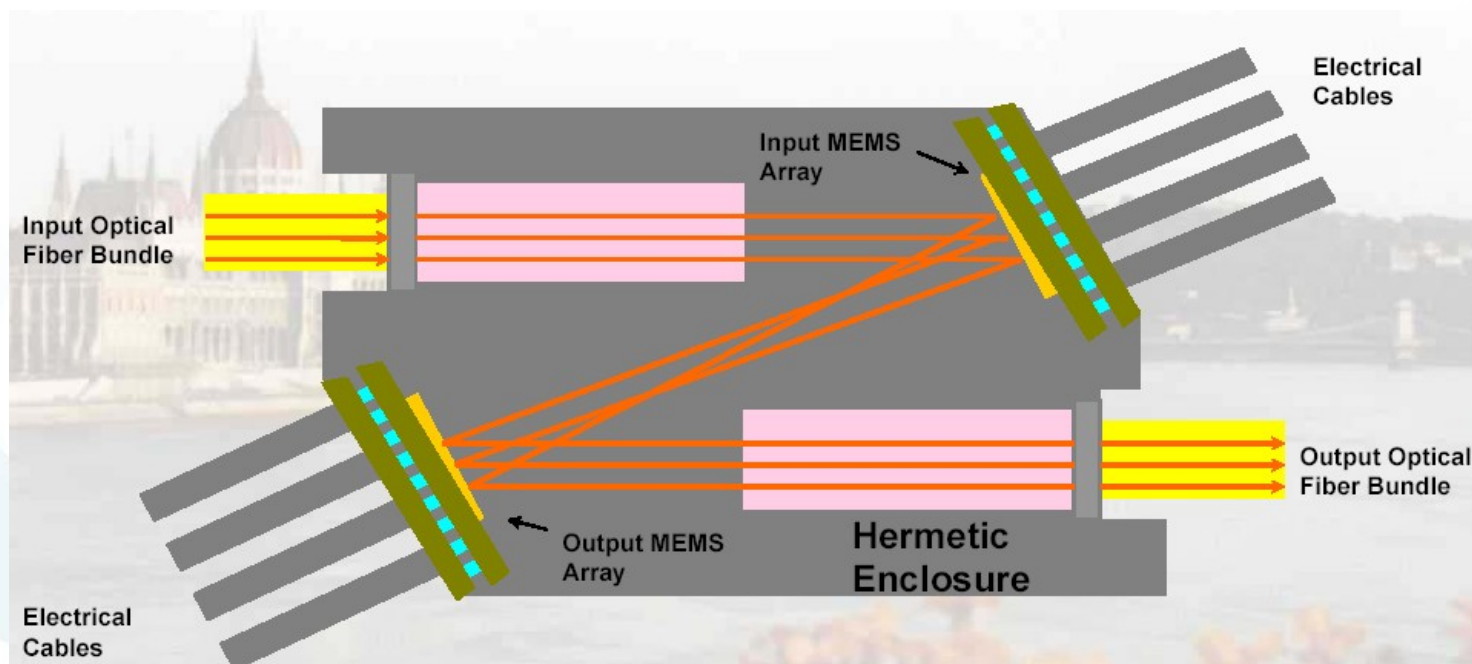 Electrical
Cables
Input MEMS
Array
Input Optical
Fiber Bundle
Output Optical
Fiber Bundle
Hermetic
Enclosure
Output MEMS
Array
Electrical
Cables